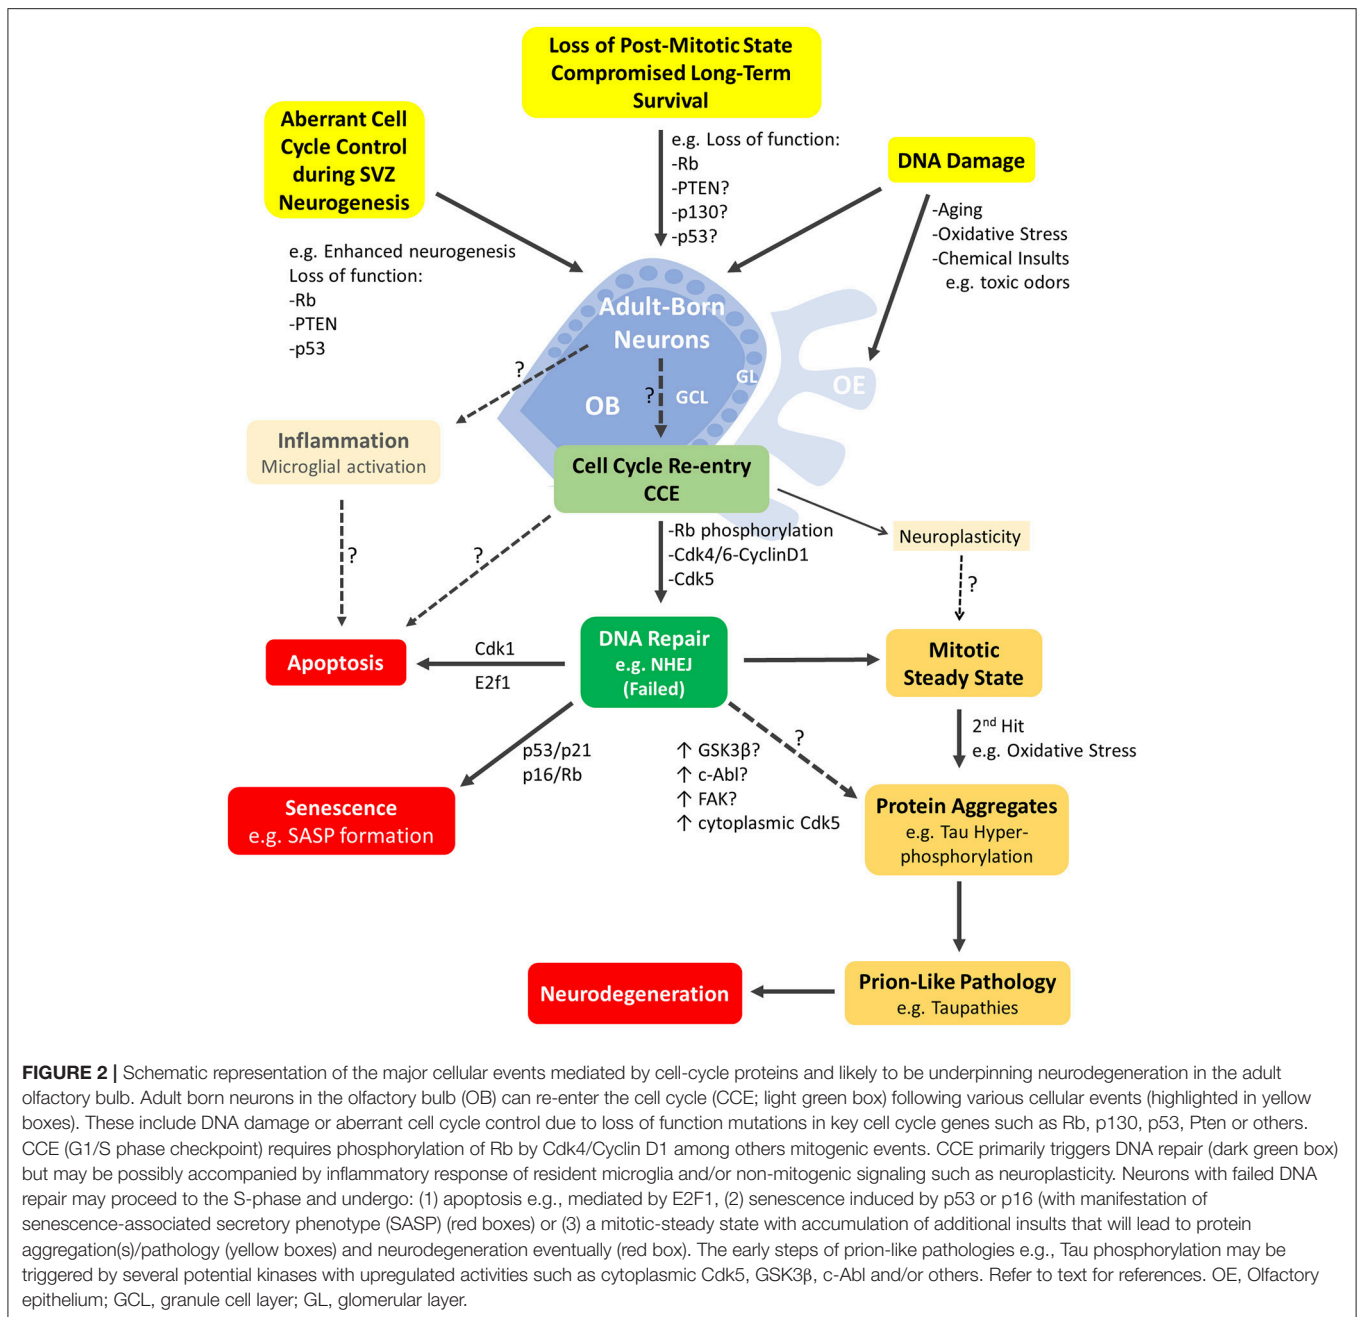 Loss of Post-Mitotic State
Compromised Long-Term
Survival
Aberrant Cell
Cycle Control
during SVZ
Neurogenesis
DNA Damage
e.g. Loss of function:
-Rb
-PTEN?
-p130?
-p53?
-Aging
-Oxidative Stress
-Chemical Insults
e.g. toxic odors
e.g. Enhanced neurogenesis
Loss of function:
-Rb
-PTEN
-p53
Adult-Born
Neurons
?
?
OB
GCL
GL
OE
Inflammation
Microglial activation
Cell Cycle Re-entry
CCE
?
?
-Rb phosphorylation
-Cdk4/6-CyclinD1
-Cdk5
Neuroplasticity
?
Apoptosis
Cdk1
E2f1
DNA Repair
e.g. NHEJ
(Failed)
Mitotic
Steady State
p53/p21
p16/Rb
?
↑ GSK3β?
↑ c-Abl?
↑ FAK?
↑ cytoplasmic Cdk5
2nd Hit
e.g. Oxidative Stress
Senescence
e.g. SASP formation
Protein Aggregates
e.g. Tau Hyper-
phosphorylation
Neurodegeneration
Prion-Like Pathology
e.g. Taupathies
FIGURE 2 | Schematic representation of the major cellular events mediated by cell-cycle proteins and likely to be underpinning neurodegeneration in the adult
olfactory bulb. Adult born neurons in the olfactory bulb (OB) can re-enter the cell cycle (CCE; light green box) following various cellular events (highlighted in yellow
boxes). These include DNA damage or aberrant cell cycle control due to loss of function mutations in key cell cycle genes such as Rb, p130, p53, Pten or others.
CCE (G1/S phase checkpoint) requires phosphorylation of Rb by Cdk4/Cyclin D1 among others mitogenic events. CCE primarily triggers DNA repair (dark green box)
but may be possibly accompanied by inflammatory response of resident microglia and/or non-mitogenic signaling such as neuroplasticity. Neurons with failed DNA
repair may proceed to the S-phase and undergo: (1) apoptosis e.g., mediated by E2F1, (2) senescence induced by p53 or p16 (with manifestation of
senescence-associated secretory phenotype (SASP) (red boxes) or (3) a mitotic-steady state with accumulation of additional insults that will lead to protein
aggregation(s)/pathology (yellow boxes) and neurodegeneration eventually (red box). The early steps of prion-like pathologies e.g., Tau phosphorylation may be
triggered by several potential kinases with upregulated activities such as cytoplasmic Cdk5, GSK3β, c-Abl and/or others. Refer to text for references. OE, Olfactory
epithelium; GCL, granule cell layer; GL, glomerular layer.